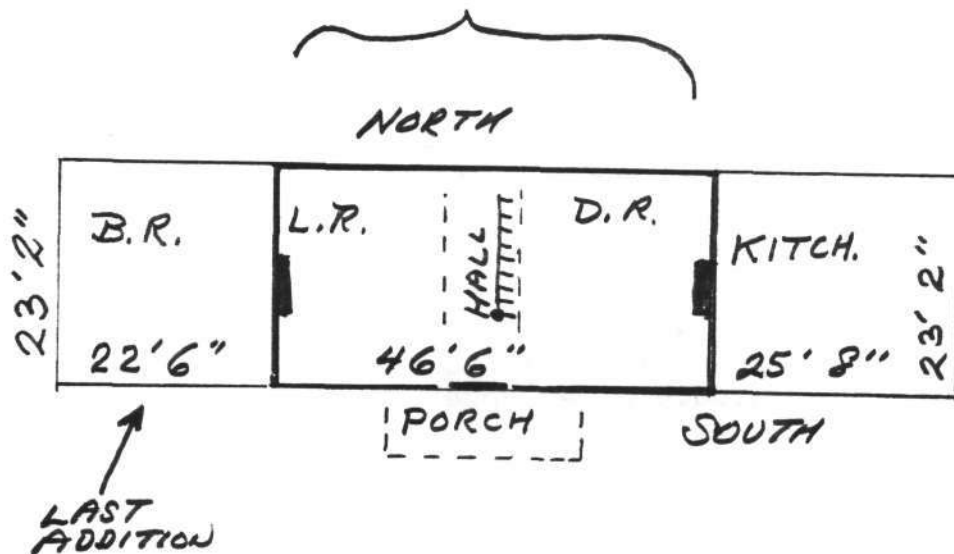 NORTH
B.R.
L.R.
HALL
D.R.
KITCH.
23'2"
22'6"
46'6"
25'8"
23'2"
PORCH
SOUTH
LAST
ADDITION